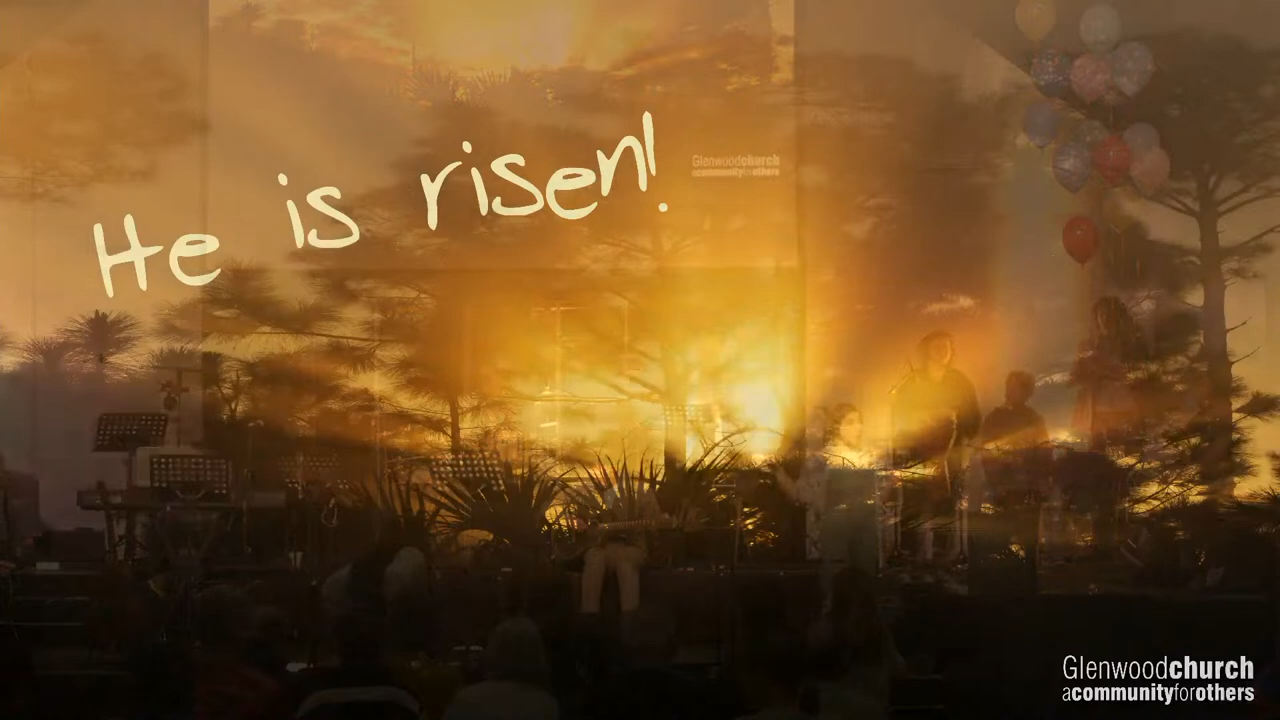 He is risen!
Glenwoodchurch
acommunityforothers
Glenwoodchurch
acommunityforothers